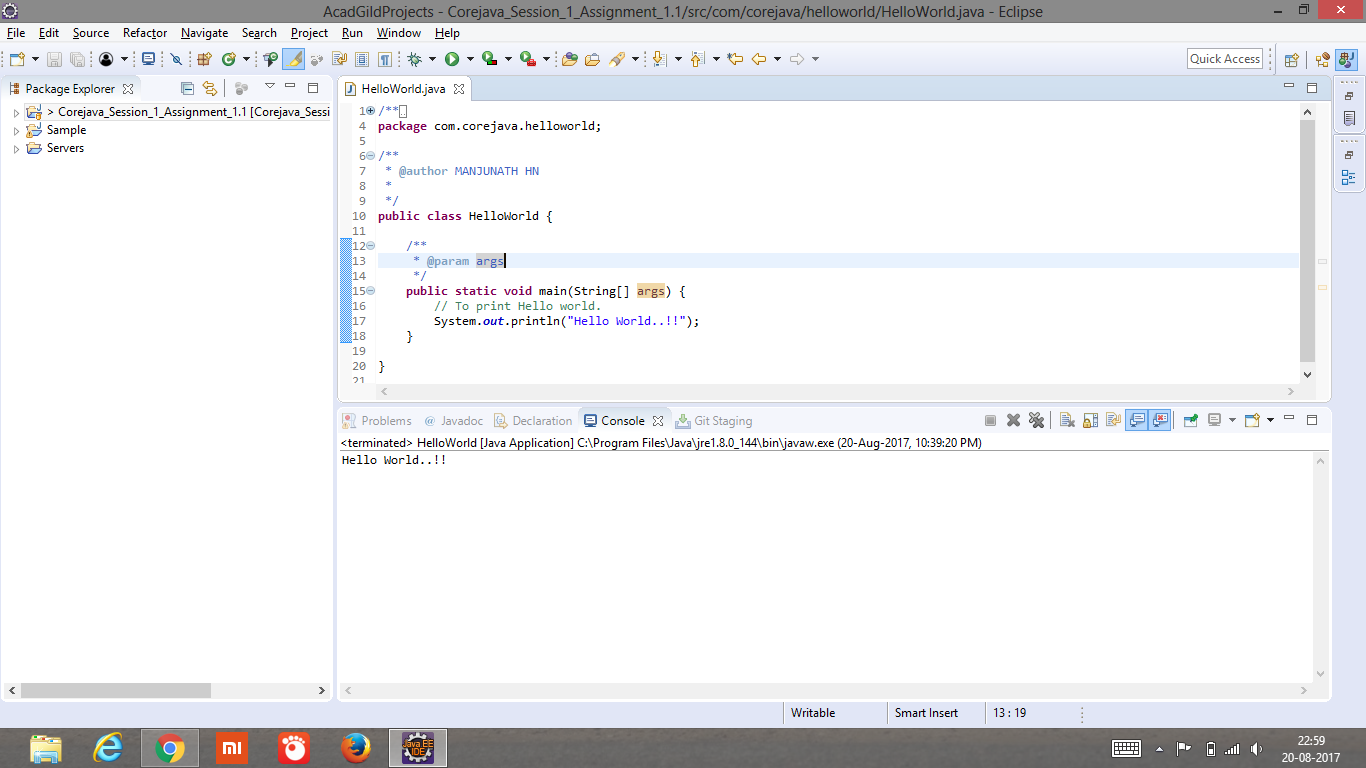 AcadGildProjects - Corejava_Session_1_Assignment_1.1/src/com/corejava/helloworld/HelloWorld.java - Eclipse
File Edit Source Refactor Navigate Search Project Run Window Help
Quick Access
Package Explorer
> Corejava_Session_1_Assignment_1.1 [Corejava_Sessi
Sample
Servers
HelloWorld.java
1 /**
4 package com.corejava.helloworld;
5
6 /**
7 * @author MANJUNATH HN
8 *
9 */
10 public class HelloWorld {
11
12 /**
13 * @param args
14 */
15 public static void main(String[] args) {
16 // To print Hello world.
17 System.out.println("Hello World..!!");
18 }
19
20 }
21
Problems @ Javadoc Declaration Console Git Staging
<terminated> HelloWorld [Java Application] C:\Program Files\Java\jre1.8.0_144\bin\javaw.exe (20-Aug-2017, 10:39:20 PM)
Hello World..!!
Writable Smart Insert 13 : 19
mi
Java EE
IDE
22:59
20-08-2017